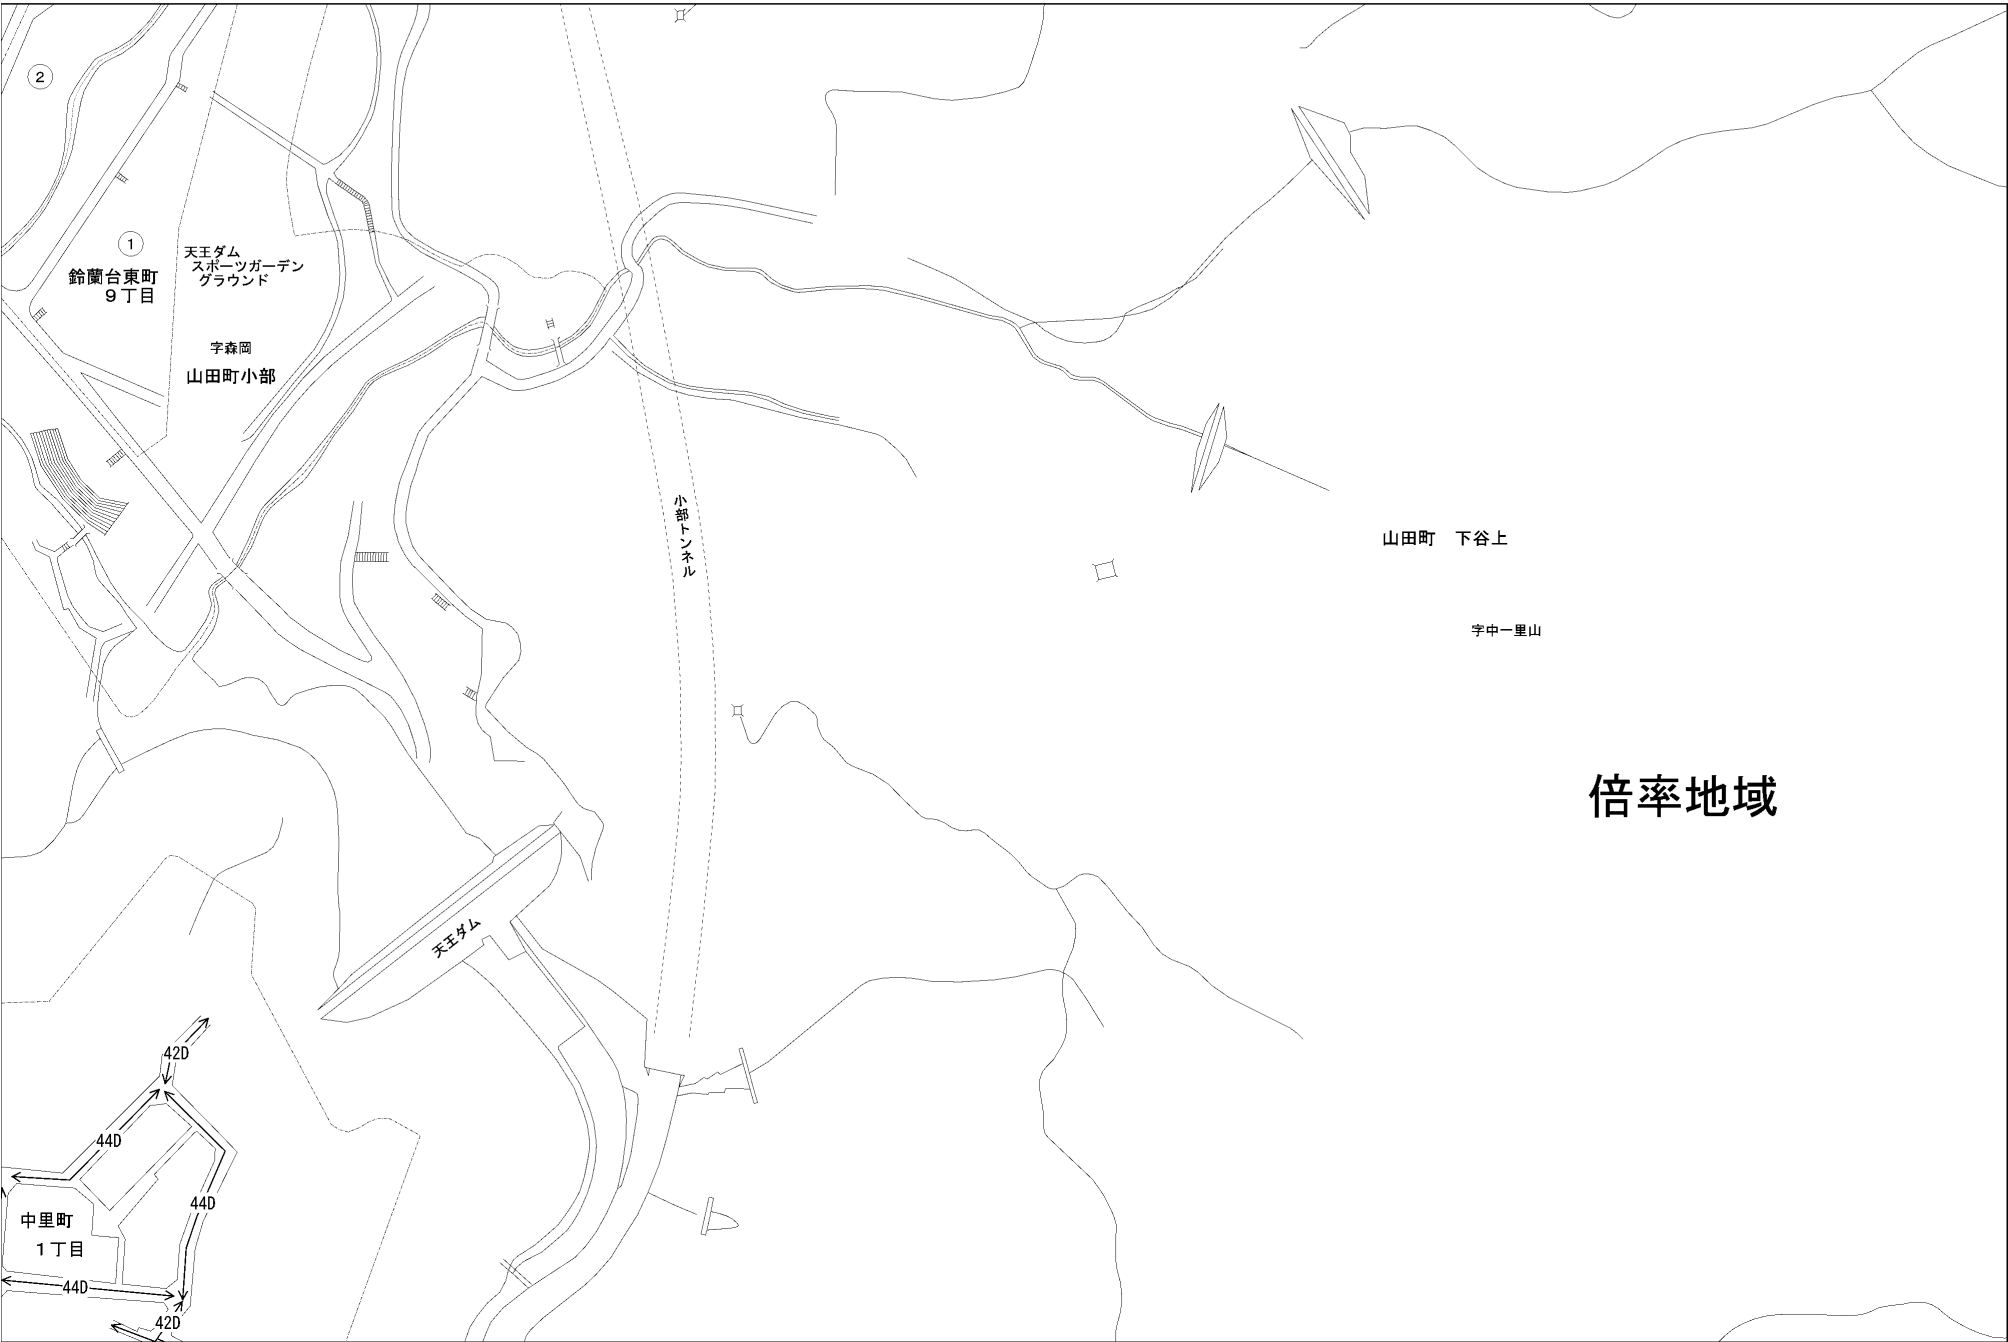 2
1
天王ダム
スポーツガーデン
グラウンド
鈴蘭台東町
９丁目
字森岡
山田町小部
小部トンネル
山田町　下谷上
字中一里山
倍率地域
天王ダム
42D
44D
44D
中里町
１丁目
44D
42D